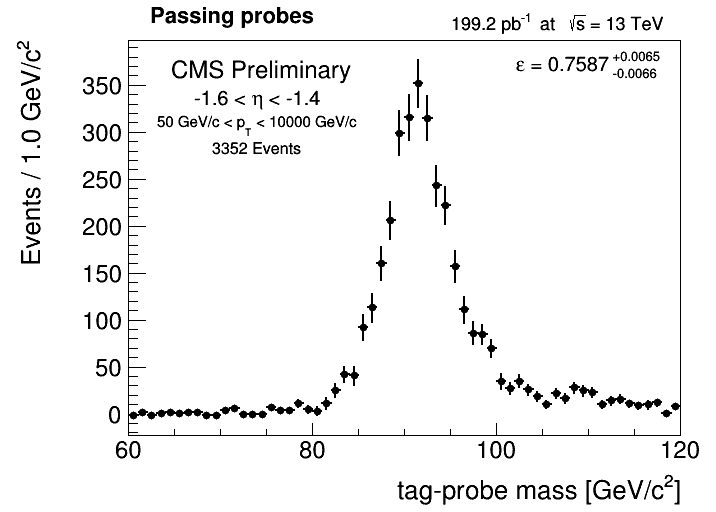 Passing probes
199.2 pb⁻¹ at √s = 13 TeV
CMS Preliminary
ε = 0.7587 +0.0065 -0.0066
-1.6 < η < -1.4
50 GeV/c < p_T < 10000 GeV/c
3352 Events
Events / 1.0 GeV/c²
350
300
250
200
150
100
50
0
60 80 100 120
tag-probe mass [GeV/c²]